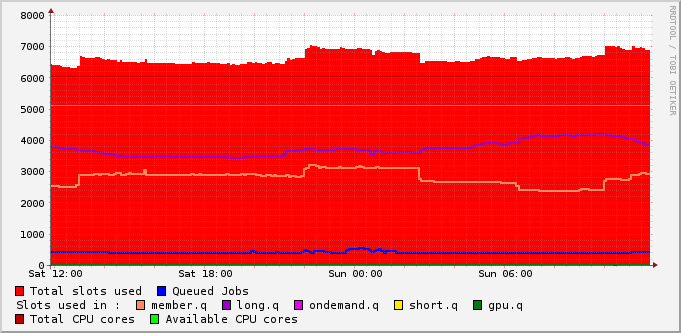 8000
7000
6000
5000
4000
3000
2000
1000
0
Sat 12:00 Sat 18:00 Sun 00:00 Sun 06:00
RRDTOOL / TOBI OETIKER
Total slots used Queued Jobs
Slots used in : member.q long.q ondemand.q short.q gpu.q
Total CPU cores Available CPU cores